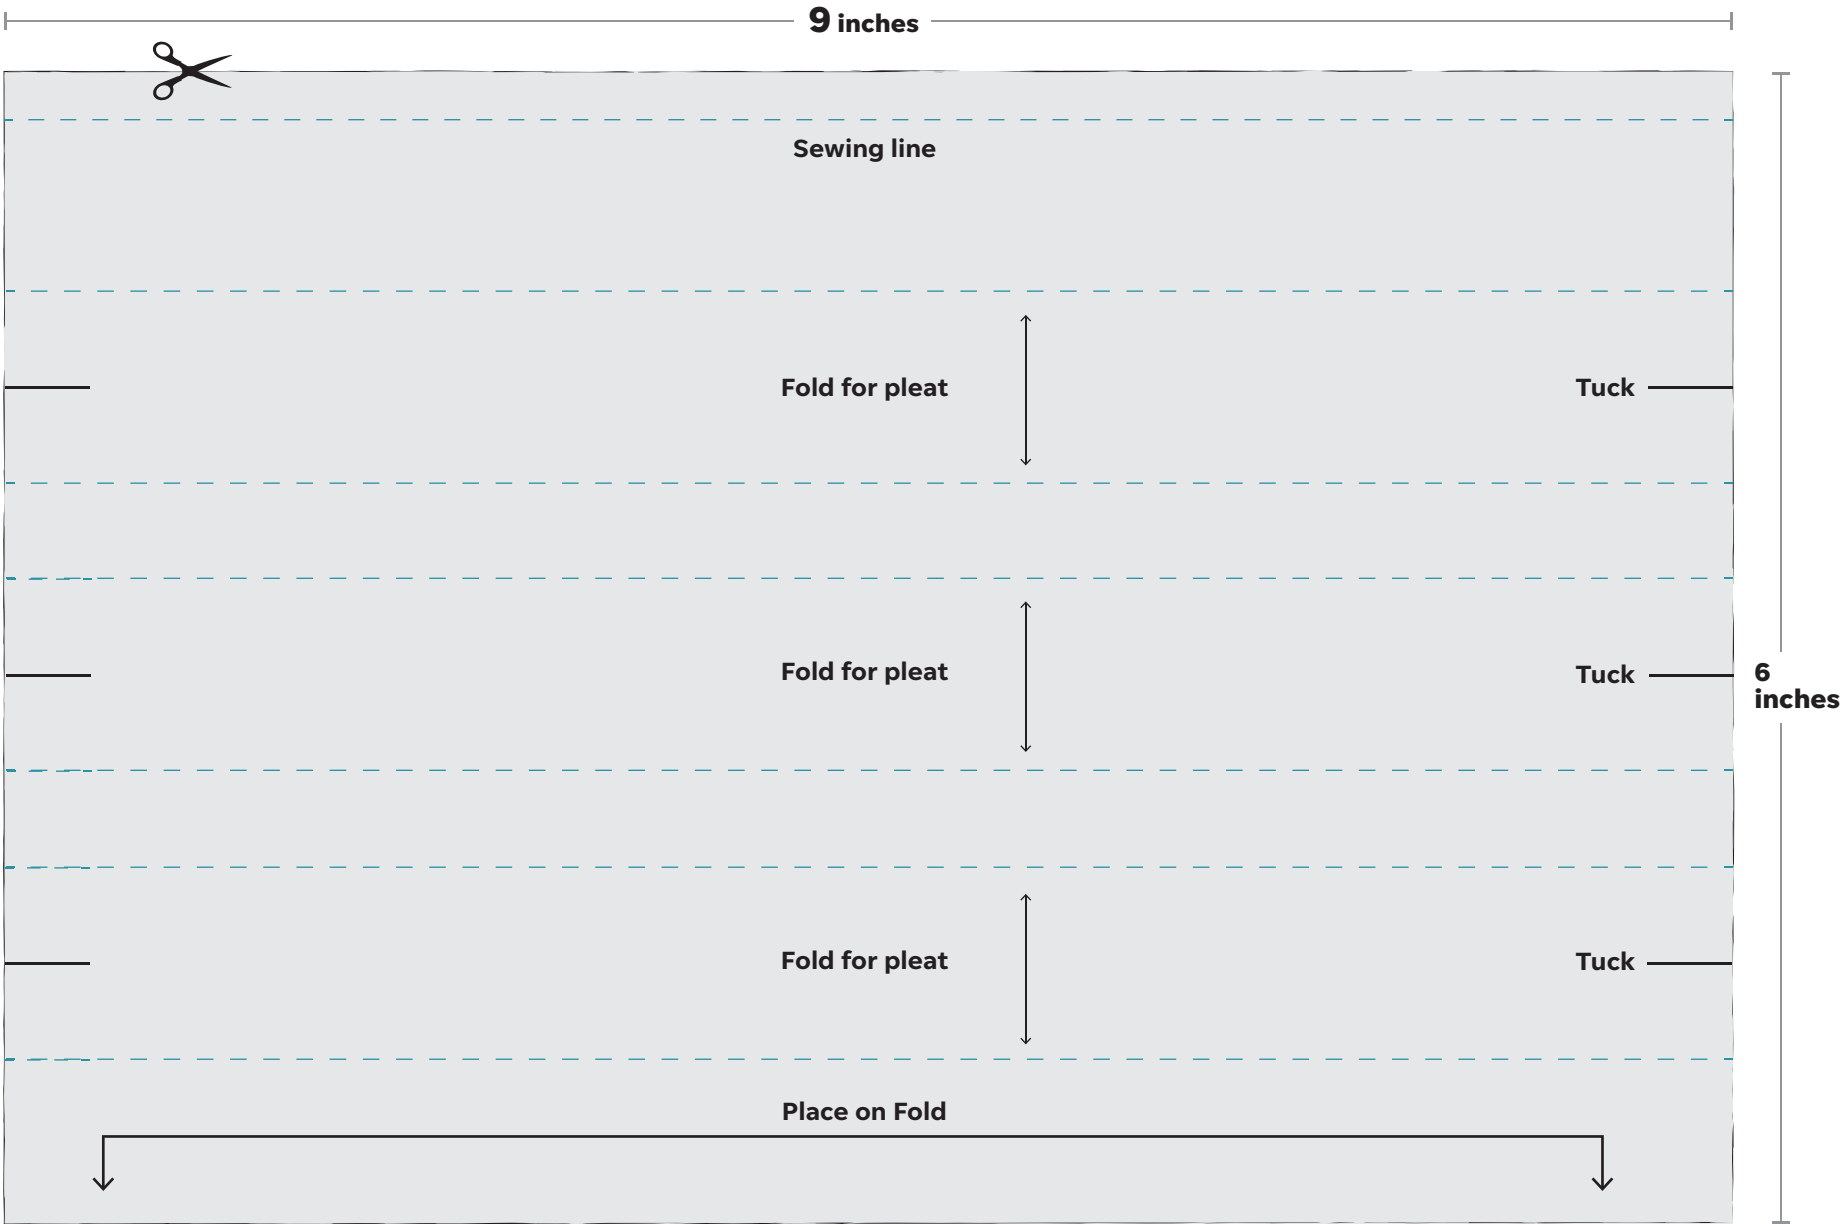 9 inches
Sewing line
Fold for pleat
Tuck
Fold for pleat
Tuck
6
inches
Fold for pleat
Tuck
Place on Fold